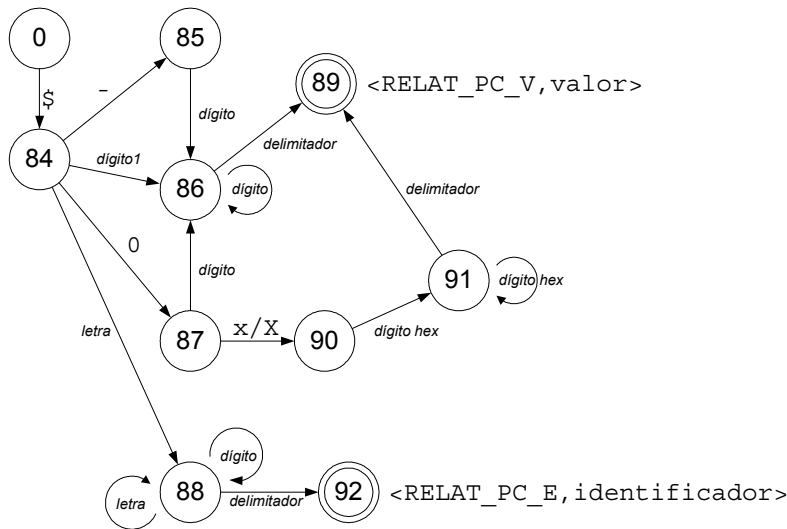 0
85
89
<RELAT_PC_V,valor>
$
-
dígito
delimitador
84
dígito1
86
dígito
delimitador
0
dígito
91
dígito hex
letra
87
x/X
90
dígito hex
dígito
letra
88
delimitador
92
<RELAT_PC_E,identificador>